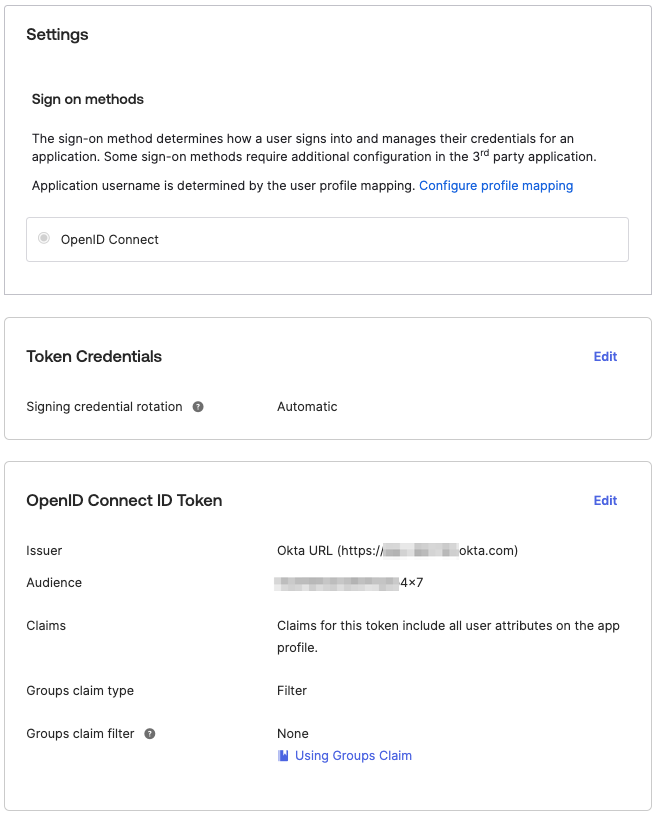 Settings
Sign on methods
The sign-on method determines how a user signs into and manages their credentials for an
application. Some sign-on methods require additional configuration in the 3rd party application.
Application username is determined by the user profile mapping. Configure profile mapping
OpenID Connect
Token Credentials Edit
Signing credential rotation ? Automatic
OpenID Connect ID Token Edit
Issuer Okta URL (https:// okta.com)
Audience 4x7
Claims Claims for this token include all user attributes on the app
profile.
Groups claim type Filter
Groups claim filter ? None
Using Groups Claim